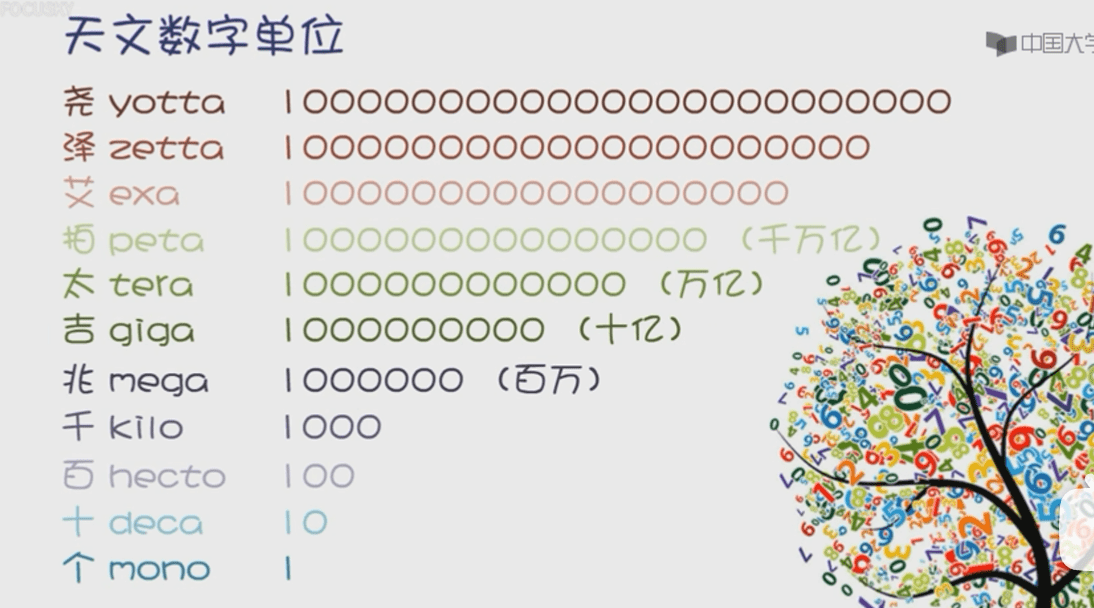 FOCUSKY
天文数字单位
中国大学
尧 yotta 1000000000000000000000000
泽 zetta 1000000000000000000000
艾 exa 1000000000000000000
拍 peta 1000000000000000 (千万亿)
太 tera 1000000000000 (万亿)
吉 giga 1000000000 (十亿)
兆 mega 1000000 (百万)
千 kilo 1000
百 hecto 100
十 deca 10
个 mono 1